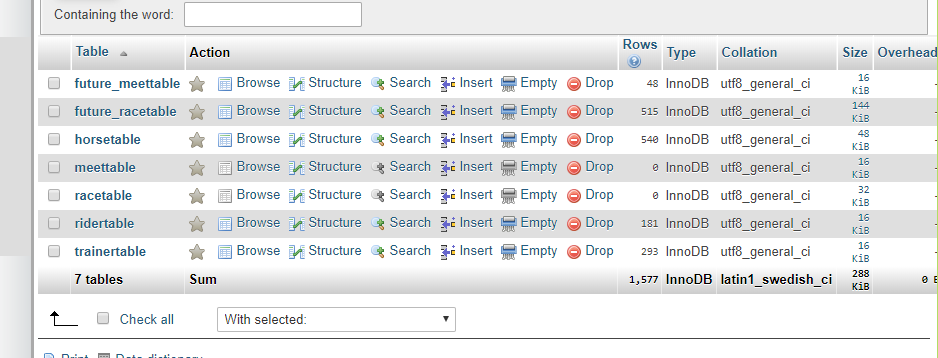 Containing the word:
Table Action Rows Type Collation Size Overhead
future_meettable Browse Structure Search Insert Empty Drop 48 InnoDB utf8_general_ci 16 KiB -
future_racetable Browse Structure Search Insert Empty Drop 515 InnoDB utf8_general_ci 144 KiB -
horsetable Browse Structure Search Insert Empty Drop 540 InnoDB utf8_general_ci 48 KiB -
meettable Browse Structure Search Insert Empty Drop 0 InnoDB utf8_general_ci 16 KiB -
racetable Browse Structure Search Insert Empty Drop 0 InnoDB utf8_general_ci 32 KiB -
ridertable Browse Structure Search Insert Empty Drop 181 InnoDB utf8_general_ci 16 KiB -
trainertable Browse Structure Search Insert Empty Drop 293 InnoDB utf8_general_ci 16 KiB -
7 tables Sum 1,577 InnoDB latin1_swedish_ci 288 KiB 0
Check all With selected:
Print Data dictionary